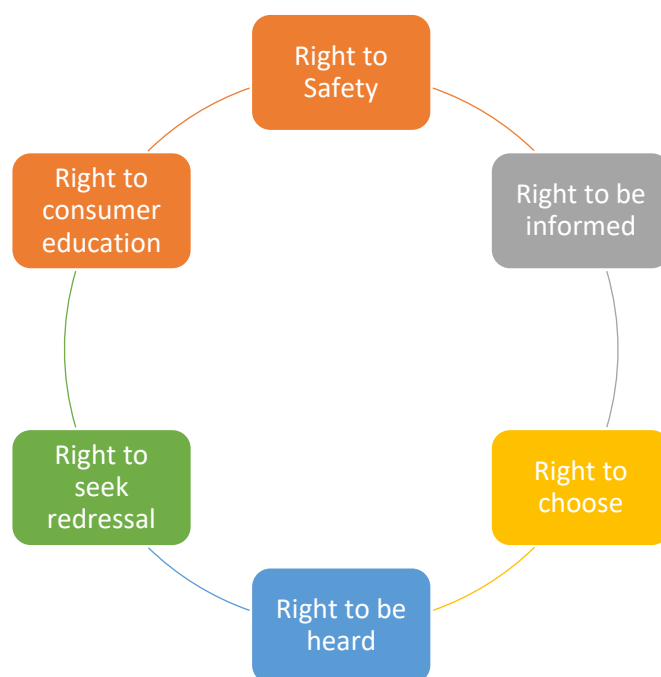 Right to
Safety
Right to be
informed
Right to
choose
Right to be
heard
Right to
seek
redressal
Right to
consumer
education